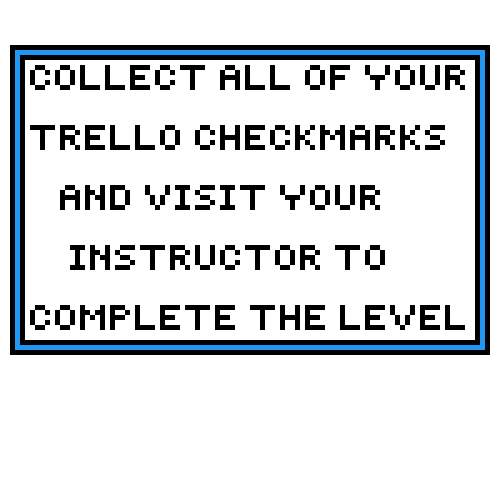 COLLECT ALL OF YOUR
TRELLO CHECKMARKS
AND VISIT YOUR
INSTRUCTOR TO
COMPLETE THE LEVEL